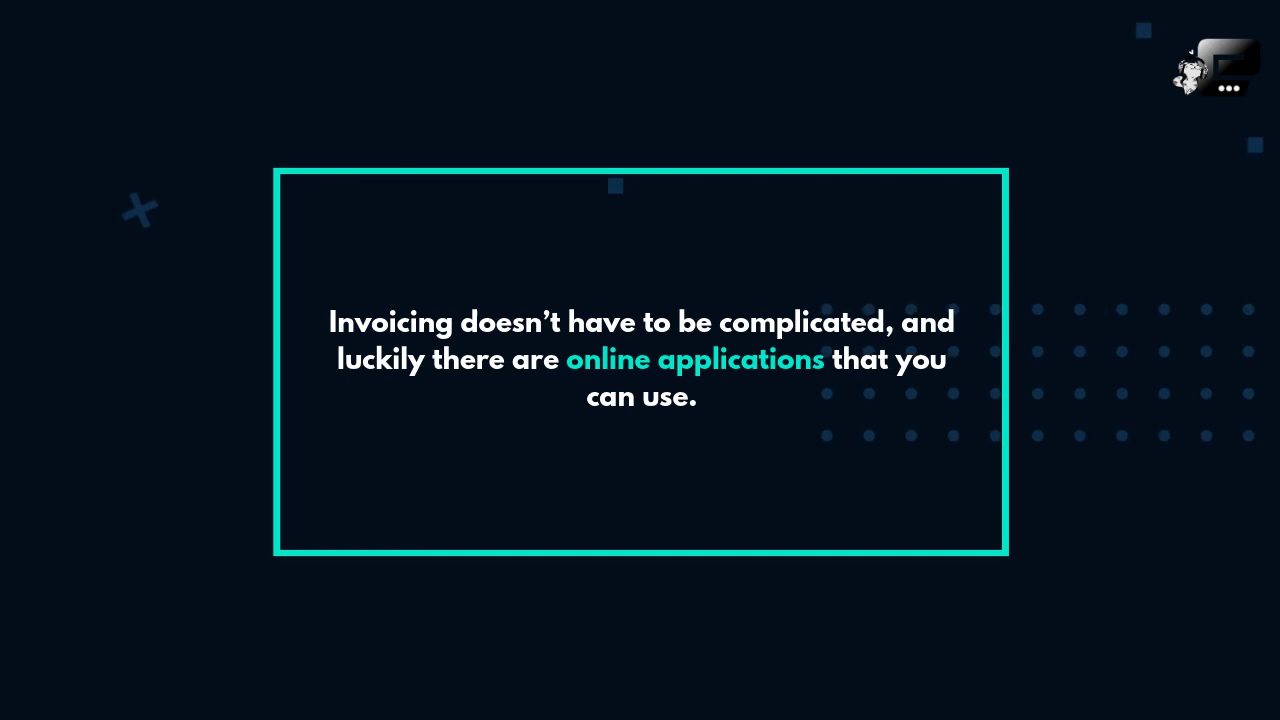 Invoicing doesn’t have to be complicated, and
luckily there are online applications that you
can use.